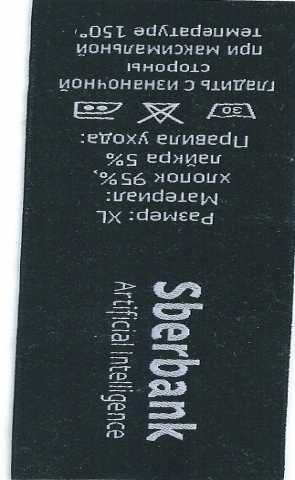 Sberbank
Artificial Intelligence
Размер: XL
Материал:
хлопок 95%,
лайкра 5%
Правила ухода:
30
гладить с изнаночной
стороны
при максимальной
температуре 150°